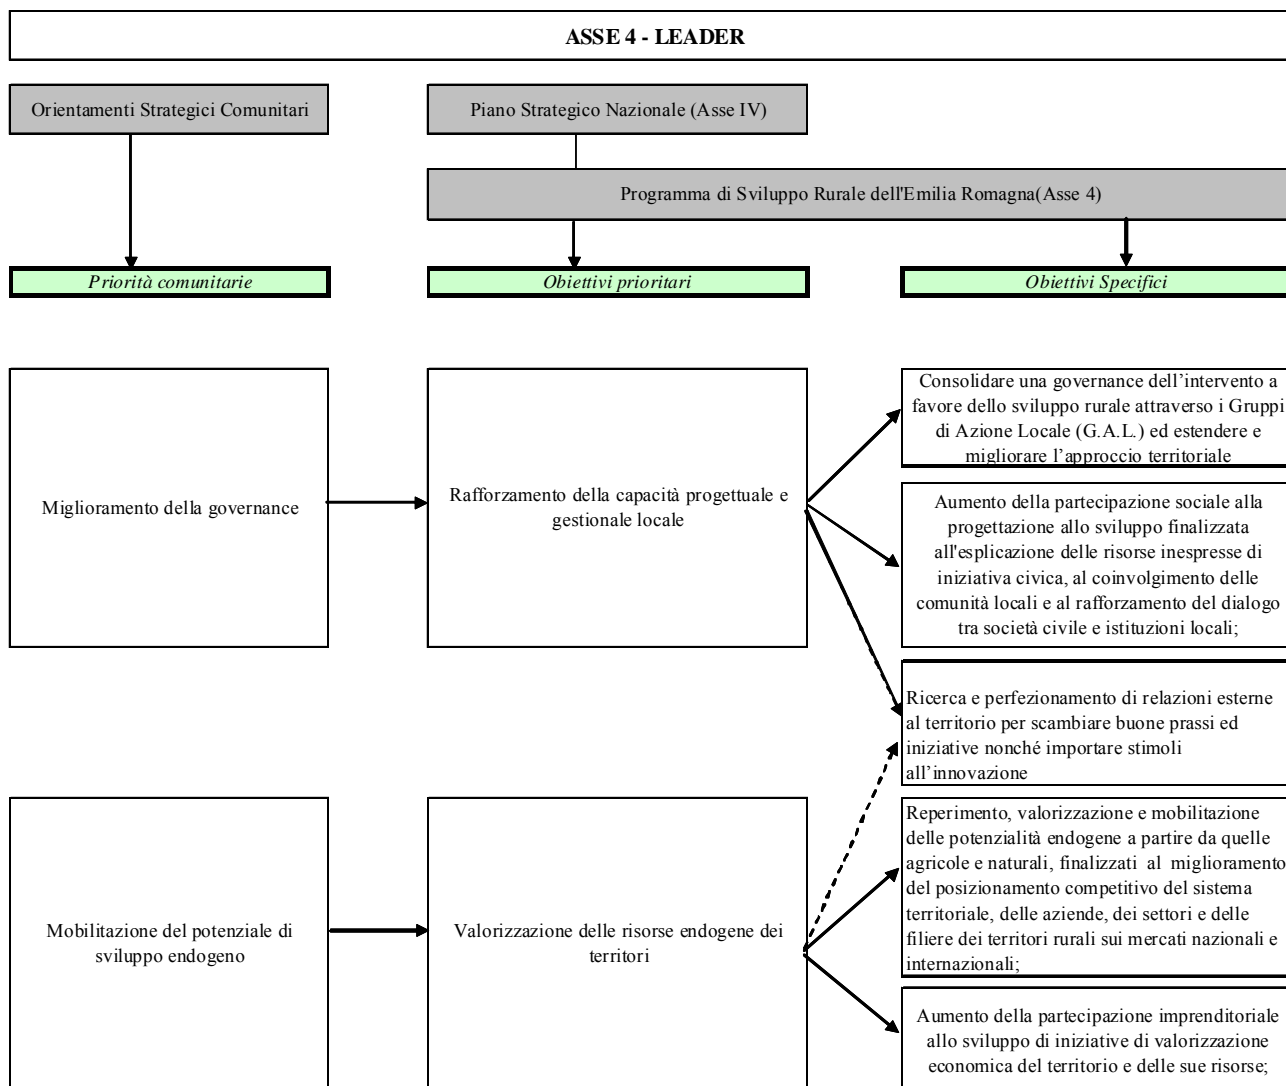 ASSE 4 - LEADER
Orientamenti Strategici Comunitari
Piano Strategico Nazionale (Asse IV)
Programma di Sviluppo Rurale dell'Emilia Romagna(Asse 4)
Priorità comunitarie
Obiettivi prioritari
Obiettivi Specifici
Miglioramento della governance
Rafforzamento della capacità progettuale e
gestionale locale
Consolidare una governance dell’intervento a
favore dello sviluppo rurale attraverso i Gruppi
di Azione Locale (G.A.L.) ed estendere e
migliorare l’approccio territoriale
Aumento della partecipazione sociale alla
progettazione allo sviluppo finalizzata
all'esplicazione delle risorse inespresse di
iniziativa civica, al coinvolgimento delle
comunità locali e al rafforzamento del dialogo
tra società civile e istituzioni locali;
Ricerca e perfezionamento di relazioni esterne
al territorio per scambiare buone prassi ed
iniziative nonché importare stimoli
all’innovazione
Mobilitazione del potenziale di
sviluppo endogeno
Valorizzazione delle risorse endogene dei
territori
Reperimento, valorizzazione e mobilitazione
delle potenzialità endogene a partire da quelle
agricole e naturali, finalizzati al miglioramento
del posizionamento competitivo del sistema
territoriale, delle aziende, dei settori e delle
filiere dei territori rurali sui mercati nazionali e
internazionali;
Aumento della partecipazione imprenditoriale
allo sviluppo di iniziative di valorizzazione
economica del territorio e delle sue risorse;